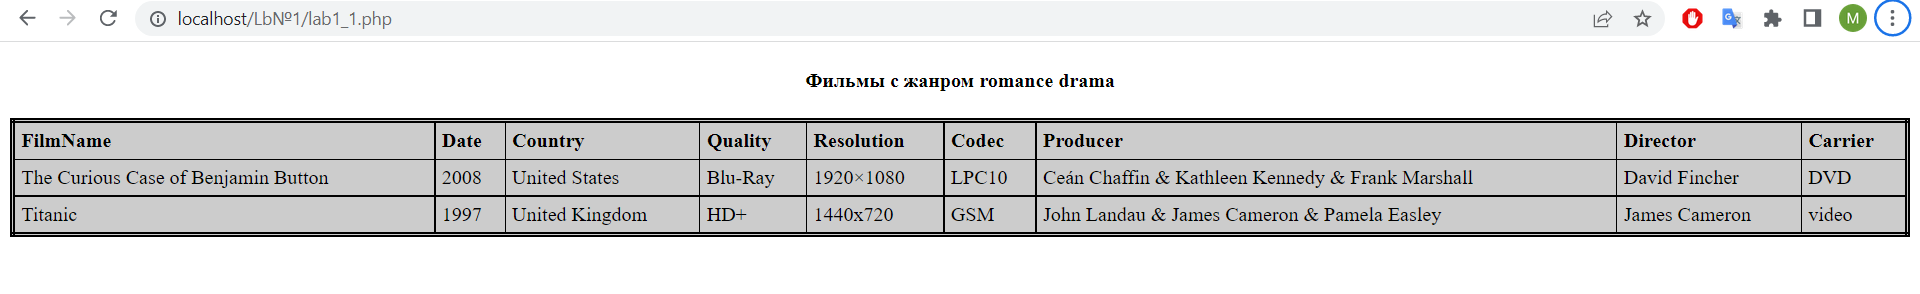 localhost/LbNº1/lab1_1.php
M
Фильмы с жанром romance drama
FilmName Date Country Quality Resolution Codec Producer Director Carrier
The Curious Case of Benjamin Button 2008 United States Blu-Ray 1920×1080 LPC10 Ceán Chaffin & Kathleen Kennedy & Frank Marshall David Fincher DVD
Titanic 1997 United Kingdom HD+ 1440x720 GSM John Landau & James Cameron & Pamela Easley James Cameron video